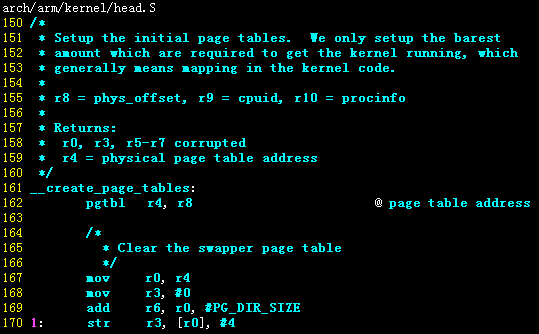 arch/arm/kernel/head.S
150 /*
151  * Setup the initial page tables.  We only setup the barest
152  * amount which are required to get the kernel running, which
153  * generally means mapping in the kernel code.
154  *
155  * r8 = phys_offset, r9 = cpuid, r10 = procinfo
156  *
157  * Returns:
158  *  r0, r3, r5-r7 corrupted
159  *  r4 = physical page table address
160  */
161 __create_page_tables:
162         pgtbl   r4, r8                          @ page table address
163
164         /*
165          * Clear the swapper page table
166          */
167         mov     r0, r4
168         mov     r3, #0
169         add     r6, r0, #PG_DIR_SIZE
170 1:      str     r3, [r0], #4